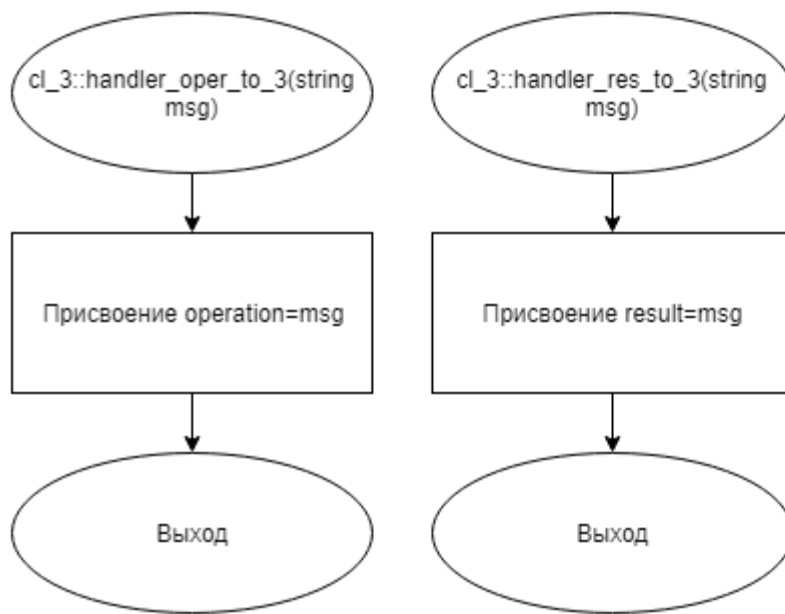 cl_3::handler_oper_to_3(string
msg)
Присвоение operation=msg
Выход
cl_3::handler_res_to_3(string
msg)
Присвоение result=msg
Выход